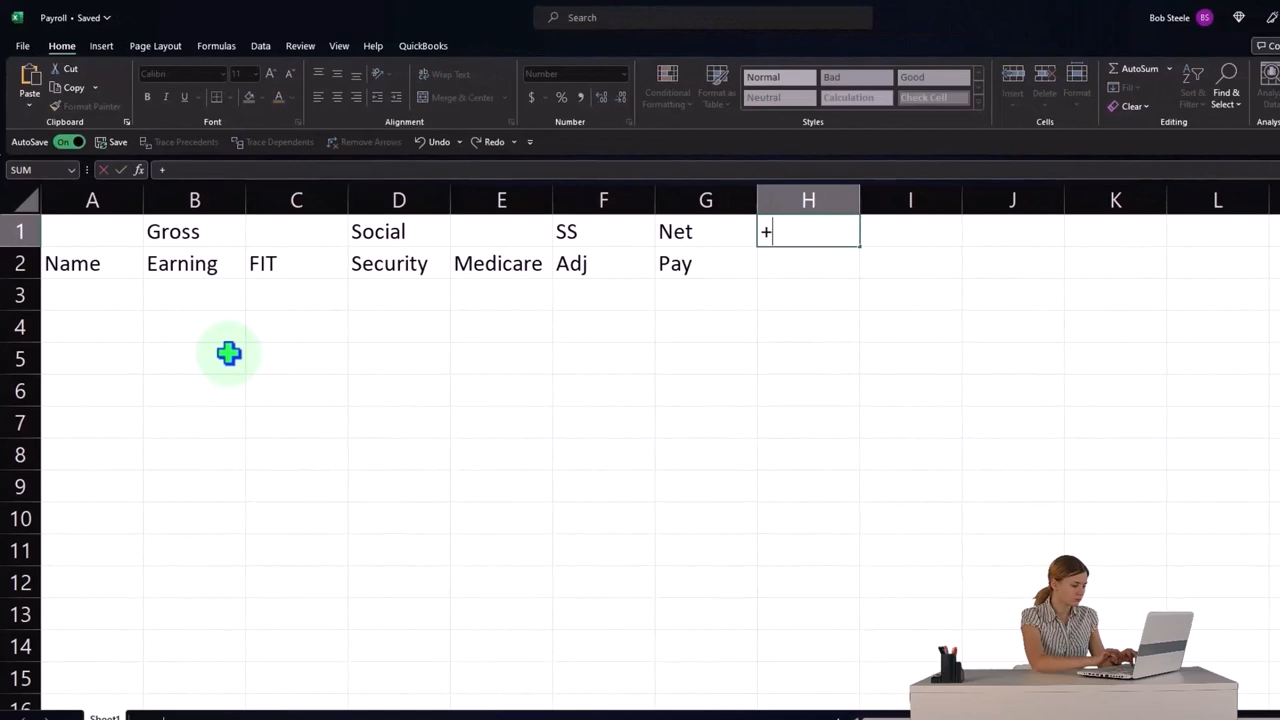 Payroll • Saved
Search
Bob Steele BS
File Home Insert Page Layout Formulas Data Review View Help QuickBooks
Paste
Cut
Copy
Format Painter
Clipboard
Calibri 11
B I U
Font
Wrap Text
Merge & Center
Alignment
Number
$ % ,
Number
Conditional Formatting
Format as Table
Normal Bad Good
Neutral Calculation Check Cell
Styles
Insert Delete Format
Cells
AutoSum
Fill
Clear
Sort & Filter
Find & Select
Editing
AutoSave On Save Trace Precedents Trace Dependents Remove Arrows Undo Redo
SUM fx +
A B C D E F G H I J K L
1 Gross Social SS Net +
2 Name Earning FIT Security Medicare Adj Pay
3
4
5
6
7
8
9
10
11
12
13
14
15
16
Sheet1